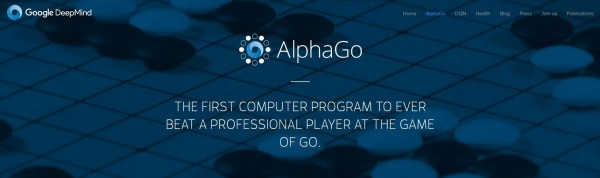 Google DeepMind
Home AlphaGo DQN Health Blog Press Join us Publications
AlphaGo
THE FIRST COMPUTER PROGRAM TO EVER
BEAT A PROFESSIONAL PLAYER AT THE GAME
OF GO.